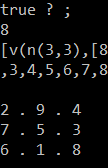 true ? ;
8
[v(n(3,3),[8
,3,4,5,6,7,8
2 . 9 . 4
7 . 5 . 3
6 . 1 . 8